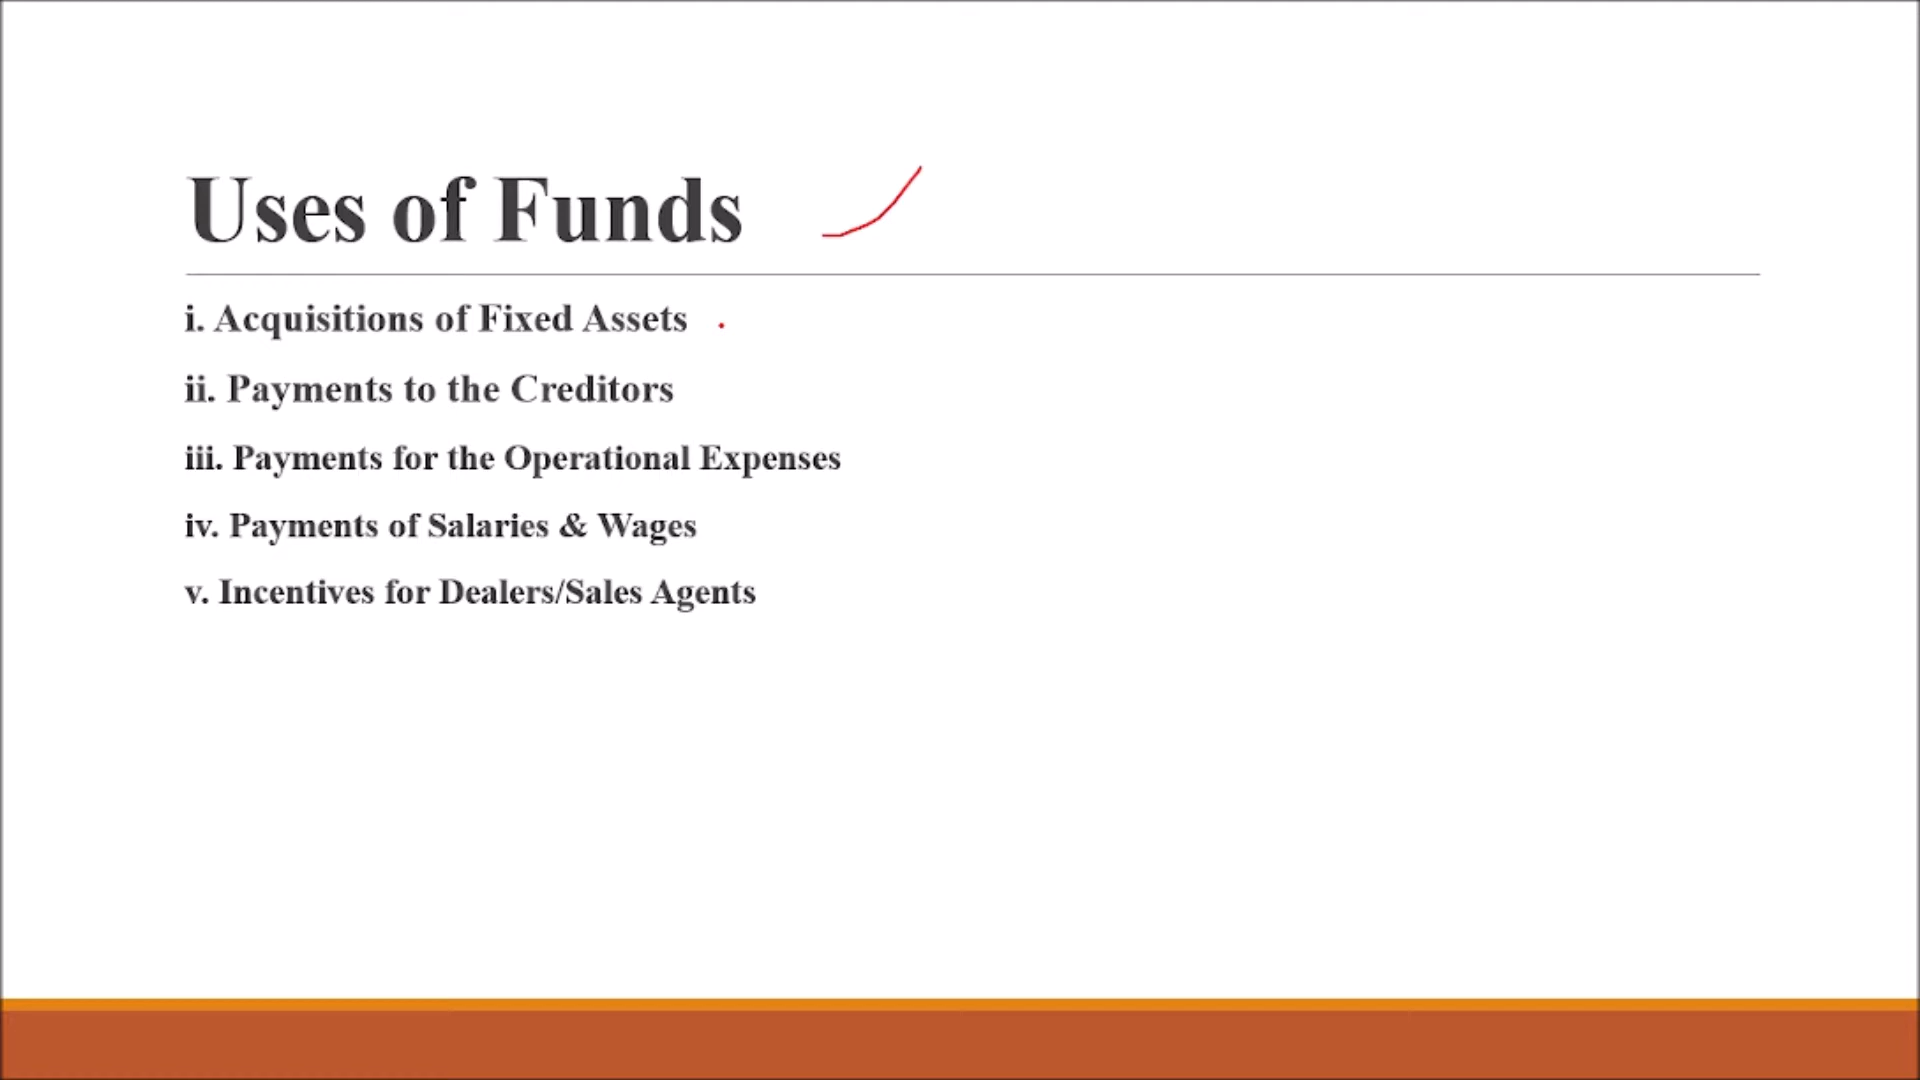 Uses of Funds
i. Acquisitions of Fixed Assets
ii. Payments to the Creditors
iii. Payments for the Operational Expenses
iv. Payments of Salaries & Wages
v. Incentives for Dealers/Sales Agents